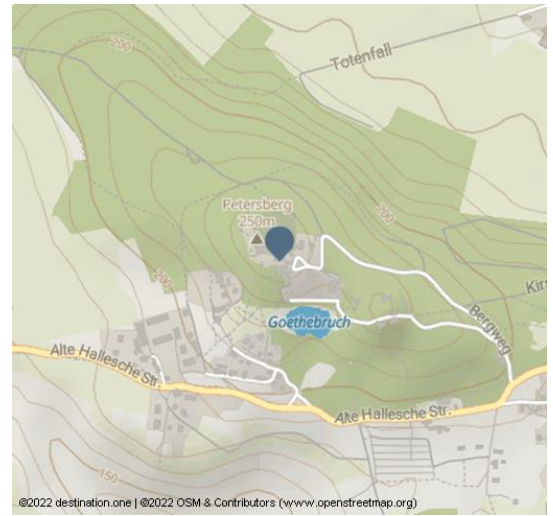 200
Totenfall
Petersberg
250m
200
200
Goethebruch
Kirs
Bergweg
Alte Hallesche Str.
Alte Hallesche Str.
150
©2022 destination.one | ©2022 OSM & Contributors (www.openstreetmap.org)